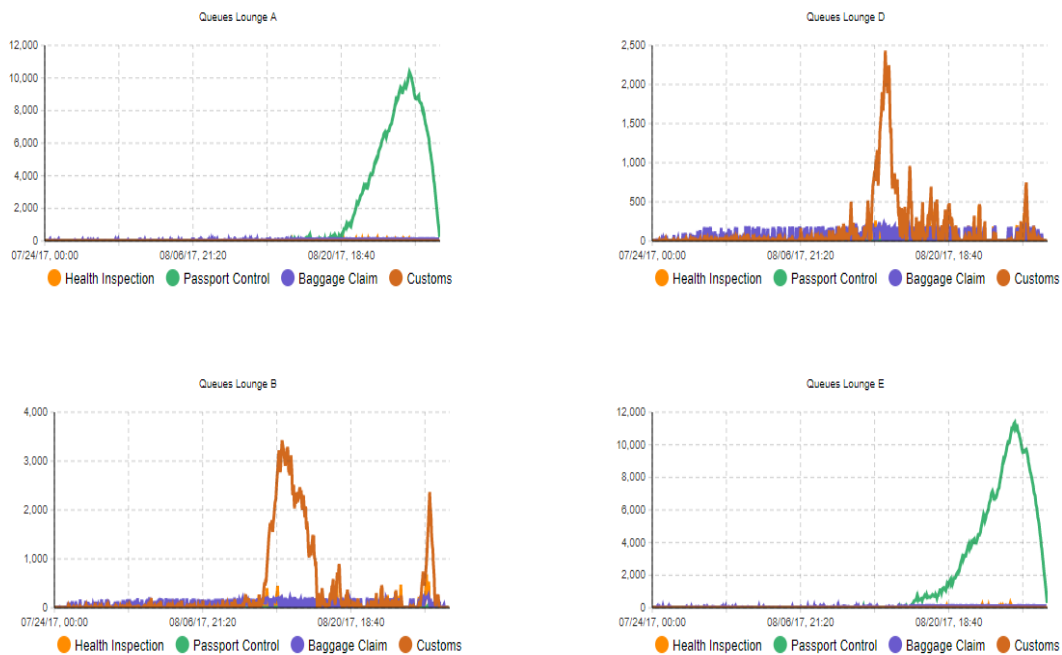 Queues Lounge A
12,000
10,000
8,000
6,000
4,000
2,000
0
07/24/17, 00:00 08/06/17, 21:20 08/20/17, 18:40
Health Inspection Passport Control Baggage Claim Customs
Queues Lounge D
2,500
2,000
1,500
1,000
500
0
07/24/17, 00:00 08/06/17, 21:20 08/20/17, 18:40
Health Inspection Passport Control Baggage Claim Customs
Queues Lounge B
4,000
3,000
2,000
1,000
0
07/24/17, 00:00 08/06/17, 21:20 08/20/17, 18:40
Health Inspection Passport Control Baggage Claim Customs
Queues Lounge E
12,000
10,000
8,000
6,000
4,000
2,000
0
07/24/17, 00:00 08/06/17, 21:20 08/20/17, 18:40
Health Inspection Passport Control Baggage Claim Customs